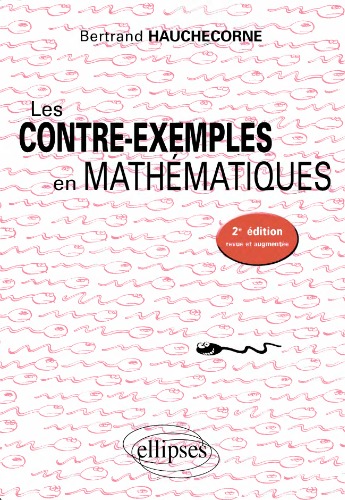 Bertrand HAUCHECORNE
Les
CONTRE-EXEMPLES
en MATHÉMATIQUES
2e édition
revue et augmentée
ellipses